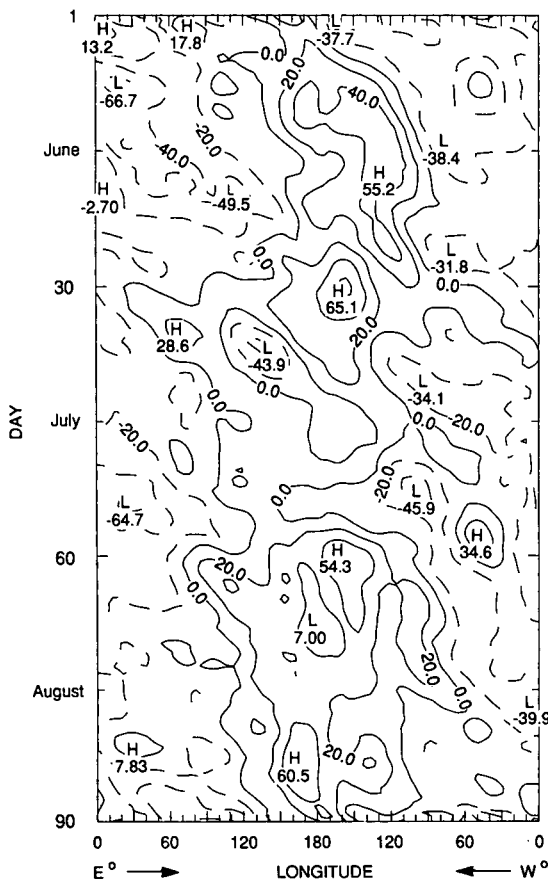 1
H
13.2
H
17.8
0.0
L
-37.7
20.0
L
-66.7
40.0
-20.0
-40.0
June
L
-38.4
H
55.2
H
-2.70
L
-49.5
0.0
L
-31.8
0.0
30
H
65.1
20.0
H
28.6
L
-43.9
0.0
0.0
L
-34.1
-20.0
0.0
L
July
-20.0
DAY
L
-64.7
0.0
-20.0
L
-45.9
H
34.6
60
20.0
0.0
H
54.3
L
7.00
20.0
0.0
August
L
-39.9
H
7.83
20.0
H
60.5
90
0 60 120 180 120 60 0
E° LONGITUDE W°